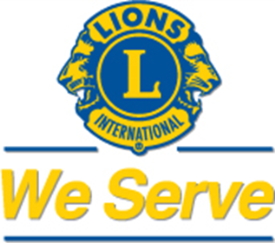 LIONS
L
INTERNATIONAL
®
We Serve